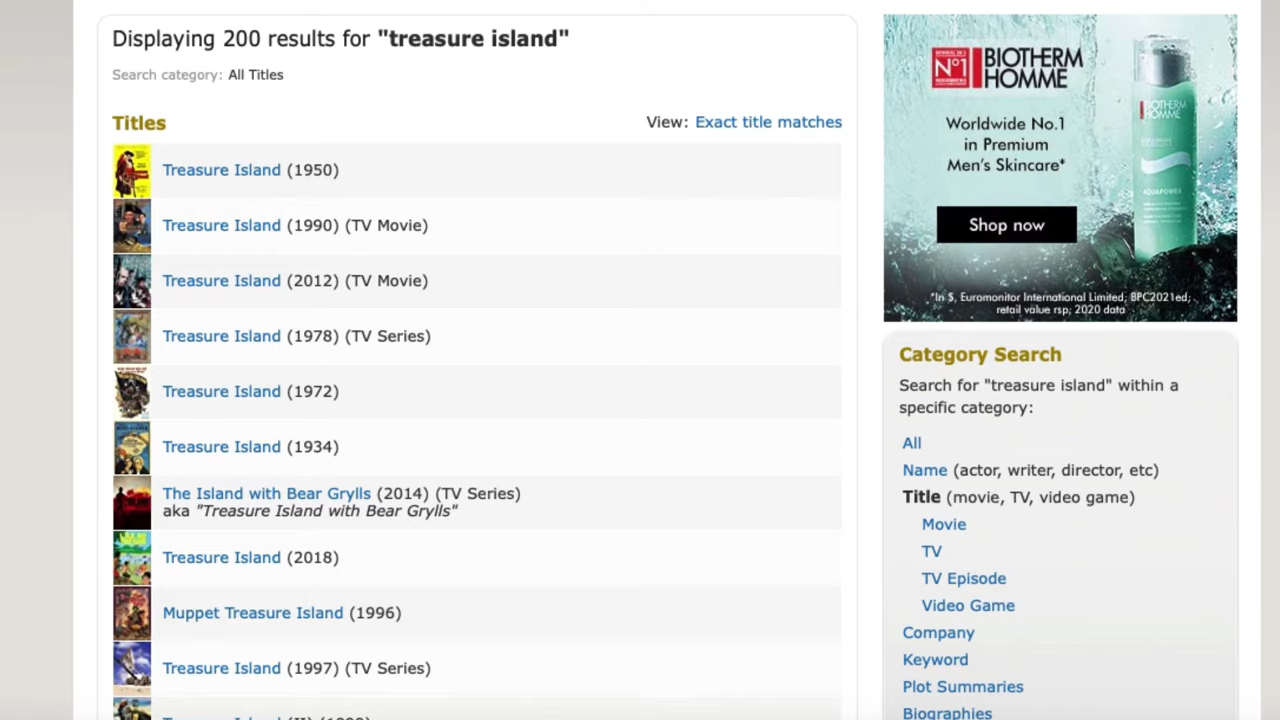 Displaying 200 results for "treasure island"
Search category: All Titles
Titles
View: Exact title matches
Treasure Island (1950)
Treasure Island (1990) (TV Movie)
Treasure Island (2012) (TV Movie)
Treasure Island (1978) (TV Series)
Treasure Island (1972)
Treasure Island (1934)
The Island with Bear Grylls (2014) (TV Series)
aka "Treasure Island with Bear Grylls"
Treasure Island (2018)
Muppet Treasure Island (1996)
Treasure Island (1997) (TV Series)
N°1
BIOTHERM
HOMME
Worldwide No.1
in Premium
Men's Skincare*
Shop now
BIOTHERM
HOMME
AQUAPOWER
*In $, Euromonitor International Limited; BPC2021ed;
retail value rsp; 2020 data
Category Search
Search for "treasure island" within a
specific category:
All
Name (actor, writer, director, etc)
Title (movie, TV, video game)
Movie
TV
TV Episode
Video Game
Company
Keyword
Plot Summaries
Biographies